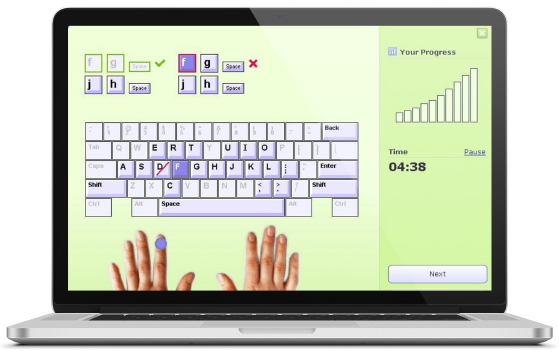 f g Space f g Space
j h Space j h Space
Your Progress
Back
Tab Q W E R T Y U I O P [ ]
Caps A S D F G H J K L ; Enter
Shift Z X C V B N M < , > . / Shift
Ctrl Alt Space Alt Ctrl
Time Pause
04:38
Next